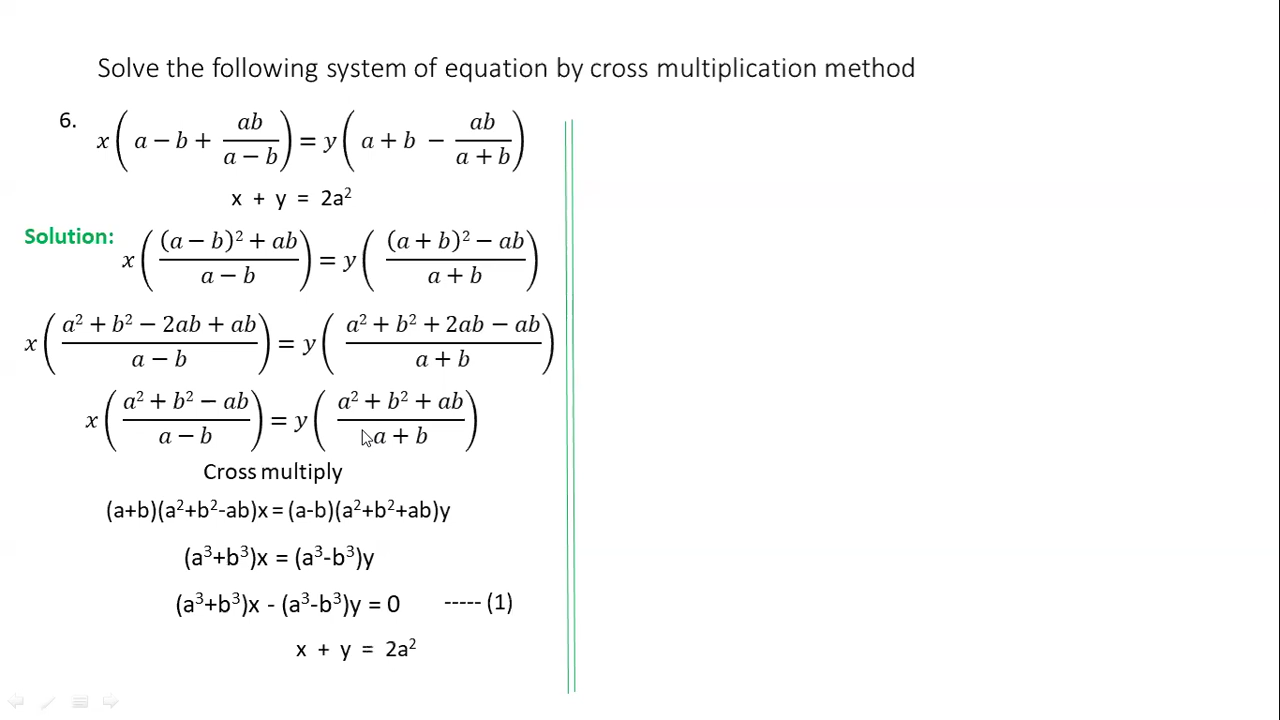 Solve the following system of equation by cross multiplication method
6. x ( a − b + ab/(a − b) ) = y ( a + b − ab/(a + b) )
x + y = 2a²
Solution: x ( ((a − b)² + ab)/(a − b) ) = y ( ((a + b)² − ab)/(a + b) )
x ( (a² + b² − 2ab + ab)/(a − b) ) = y ( (a² + b² + 2ab − ab)/(a + b) )
x ( (a² + b² − ab)/(a − b) ) = y ( (a² + b² + ab)/(a + b) )
Cross multiply
(a+b)(a²+b²-ab)x = (a-b)(a²+b²+ab)y
(a³+b³)x = (a³-b³)y
(a³+b³)x - (a³-b³)y = 0 ----- (1)
x + y = 2a²